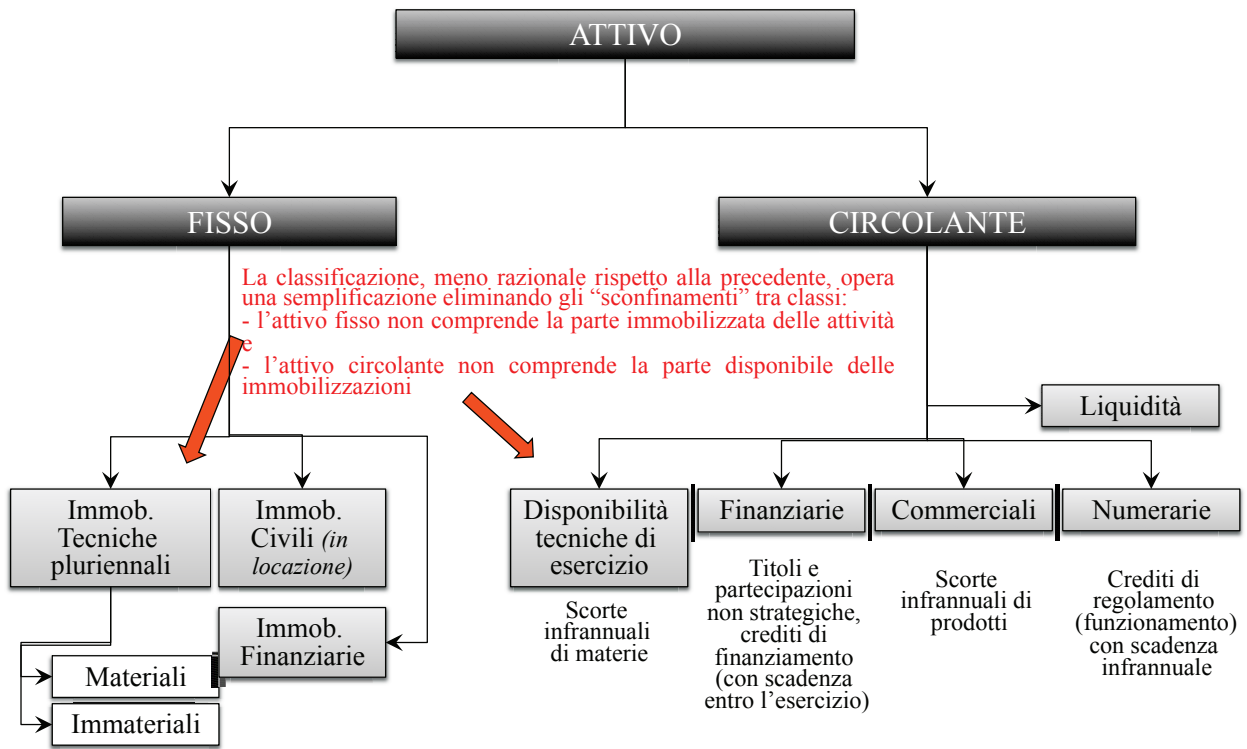 ATTIVO
FISSO
CIRCOLANTE
La classificazione, meno razionale rispetto alla precedente, opera
una semplificazione eliminando gli “sconfinamenti” tra classi:
- l’attivo fisso non comprende la parte immobilizzata delle attività
e
- l’attivo circolante non comprende la parte disponibile delle
immobilizzazioni
Liquidità
Immob.
Tecniche
pluriennali
Immob.
Civili (in
locazione)
Immob.
Finanziarie
Materiali
Immateriali
Disponibilità
tecniche di
esercizio
Scorte
infrannuali
di materie
Finanziarie
Titoli e
partecipazioni
non strategiche,
crediti di
finanziamento
(con scadenza
entro l’esercizio)
Commerciali
Scorte
infrannuali di
prodotti
Numerarie
Crediti di
regolamento
(funzionamento)
con scadenza
infrannuale